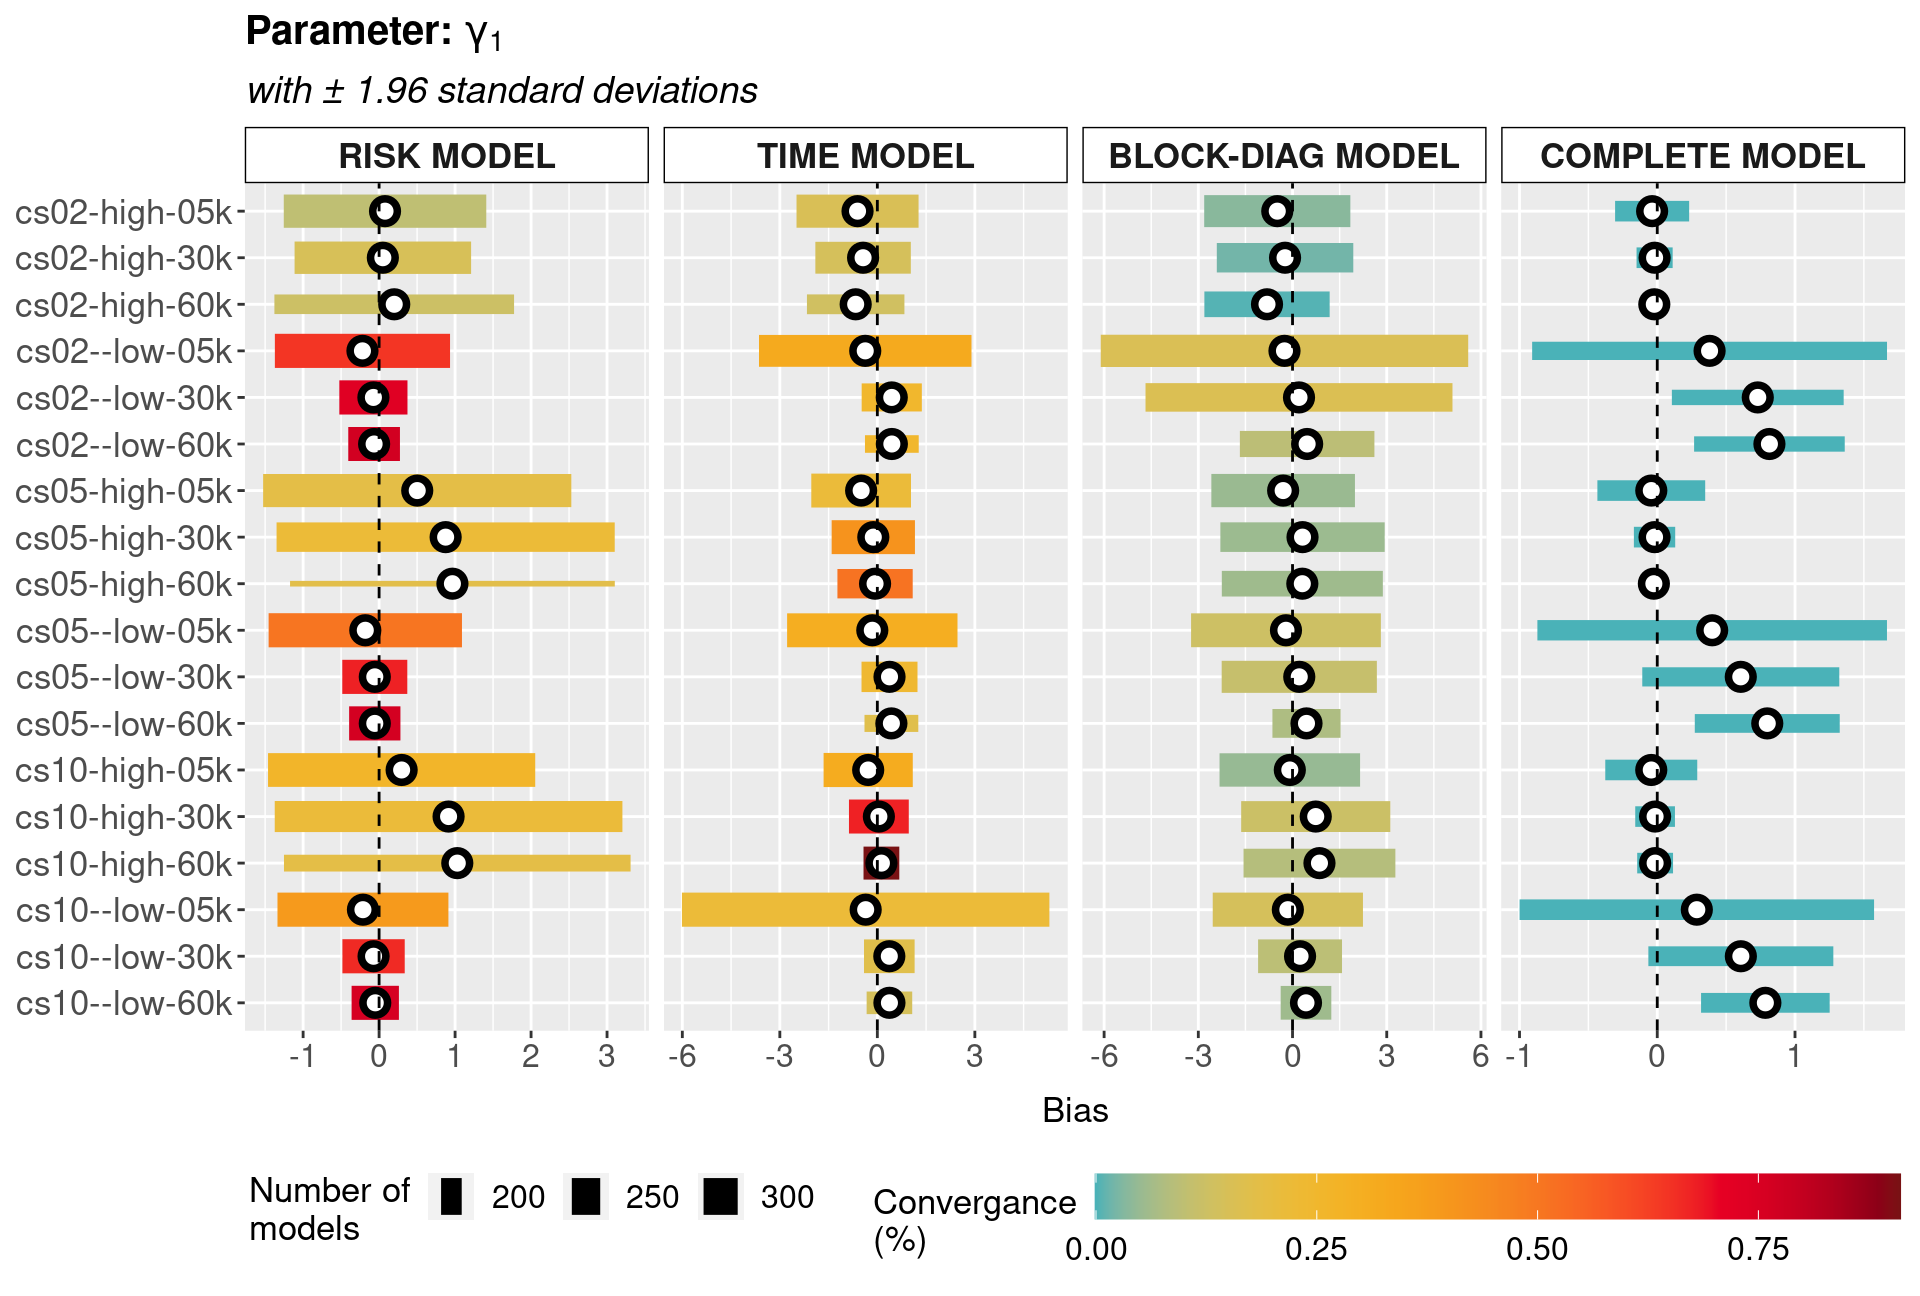 Parameter: γ1
with ± 1.96 standard deviations
RISK MODEL TIME MODEL BLOCK-DIAG MODEL COMPLETE MODEL
cs02-high-05k
cs02-high-30k
cs02-high-60k
cs02--low-05k
cs02--low-30k
cs02--low-60k
cs05-high-05k
cs05-high-30k
cs05-high-60k
cs05--low-05k
cs05--low-30k
cs05--low-60k
cs10-high-05k
cs10-high-30k
cs10-high-60k
cs10--low-05k
cs10--low-30k
cs10--low-60k
-1 0 1 2 3 -6 -3 0 3 -6 -3 0 3 6 -1 0 1
Bias
Number of
models
200 250 300
Convergance
(%)
0.00 0.25 0.50 0.75